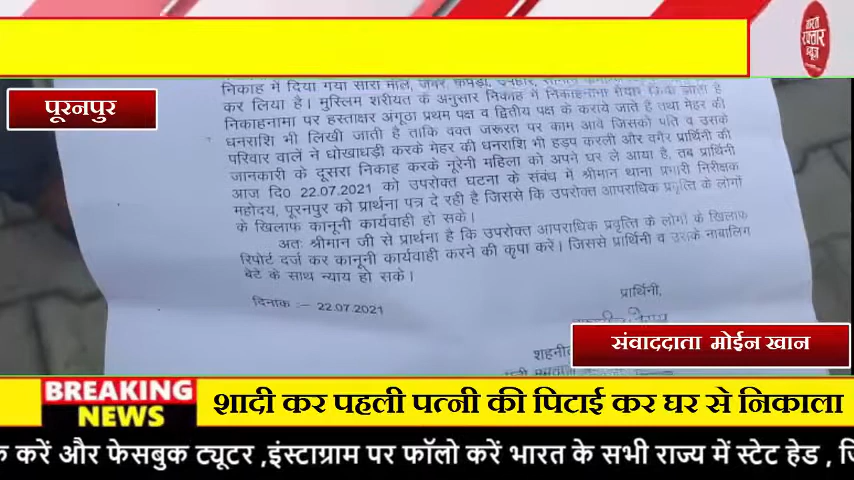 भारत
रफ्तार
न्यूज़
पूरनपुर
निकाह में दिया गया सारा माल, जेवर, कपड़ा, उपहार,
कर लिया है। मुस्लिम शरीयत के अनुसार निकाह में निकाहनामा तैयार किया जाता है
निकाहनामा पर हस्ताक्षर अंगूठा प्रथम पक्ष व द्वितीय पक्ष के कराये जाते है तथा मेहर की
धनराशि भी लिखी जाती है ताकि वक्त जरूरत पर काम आवे जिसको पति व उसके
परिवार वालें ने धोखाधड़ी करके मेहर की धनराशि भी हड़प करली और वगैर प्रार्थिनी की
जानकारी के दूसरा निकाह करके नूरेनी महिला को अपने घर ले आया है, तब प्रार्थिनी
आज दि0 22.07.2021 को उपरोक्त घटना के संबंध में श्रीमान थाना प्रभारी निरीक्षक
महोदय, पूरनपुर को प्रार्थना पत्र दे रही है जिससे कि उपरोक्त आपराधिक प्रवृत्ति के लोगों
के खिलाफ कानूनी कार्यवाही हो सके।
अतः श्रीमान जी से प्रार्थना है कि उपरोक्त आपराधिक प्रवृत्ति के लोगों के खिलाफ
रिपोर्ट दर्ज कर कानूनी कार्यवाही करने की कृपा करें। जिससे प्रार्थिनी व उसके नाबालिग
बेटे के साथ न्याय हो सके।
दिनांक :- 22.07.2021
प्रार्थिनी,
संवाददाता मोईन खान
BREAKING
NEWS
शादी कर पहली पत्नी की पिटाई कर घर से निकाला
करें और फेसबुक ट्यूटर ,इंस्टाग्राम पर फॉलो करें भारत के सभी राज्य में स्टेट हेड ,